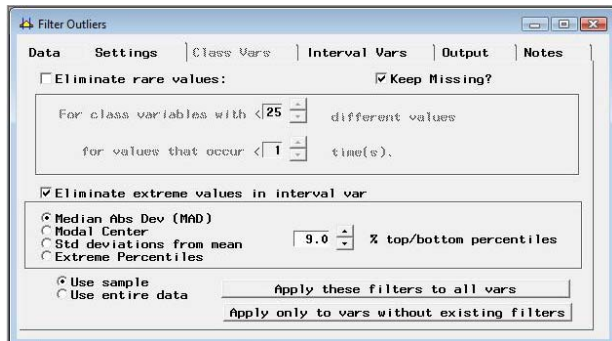 Filter Outliers
Data Settings Class Vars Interval Vars Output Notes
Eliminate rare values: Keep Missing?
For class variables with < 25 different values
for values that occur < 1 time(s).
Eliminate extreme values in interval var
Median Abs Dev (MAD)
Modal Center
Std deviations from mean
Extreme Percentiles
9.0 % top/bottom percentiles
Use sample
Use entire data
Apply these filters to all vars
Apply only to vars without existing filters